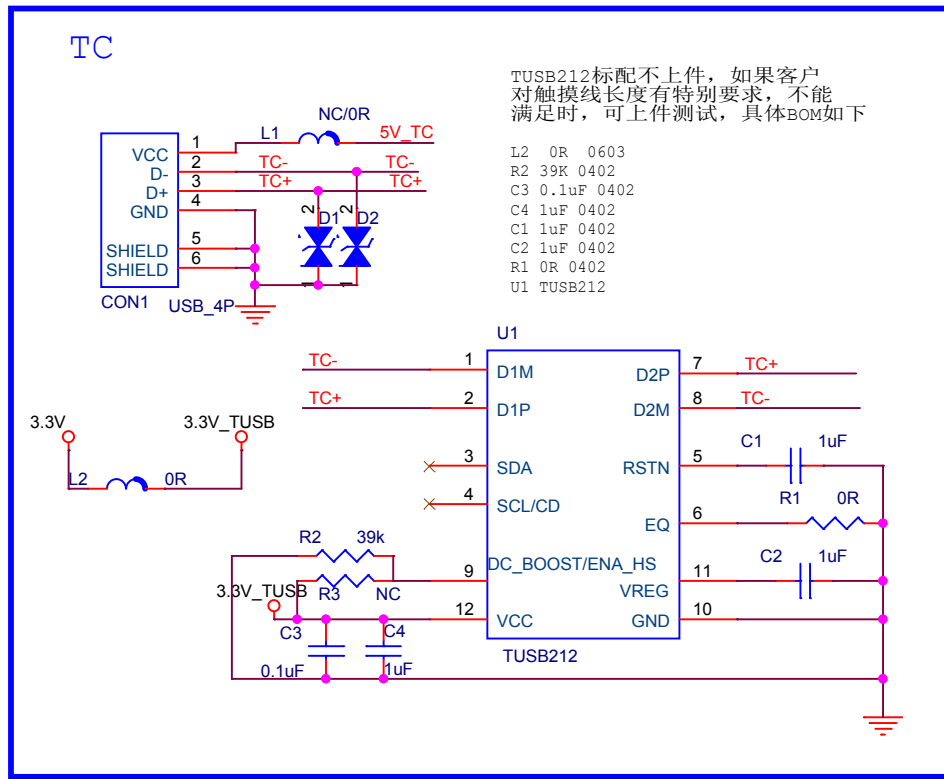 TC
TUSB212标配不上件，如果客户
对触摸线长度有特别要求，不能
满足时，可上件测试，具体BOM如下
L2 0R 0603
R2 39K 0402
C3 0.1uF 0402
C4 1uF 0402
C1 1uF 0402
C2 1uF 0402
R1 0R 0402
U1 TUSB212
NC/0R
L1
5V_TC
1
VCC
2
D-
TC-
TC-
3
D+
TC+
TC+
4
GND
5
SHIELD
6
SHIELD
2
2
D1
D2
1
1
CON1
USB_4P
U1
TC-
1
D1M
D2P
7
TC+
TC+
2
D1P
D2M
8
TC-
3.3V
3.3V_TUSB
L2
0R
3
SDA
RSTN
5
C1
1uF
4
SCL/CD
EQ
6
R1
0R
R2
39k
9
DC_BOOST/ENA_HS
VREG
11
C2
1uF
R3
NC
3.3V_TUSB
12
VCC
GND
10
C3
C4
0.1uF
1uF
TUSB212